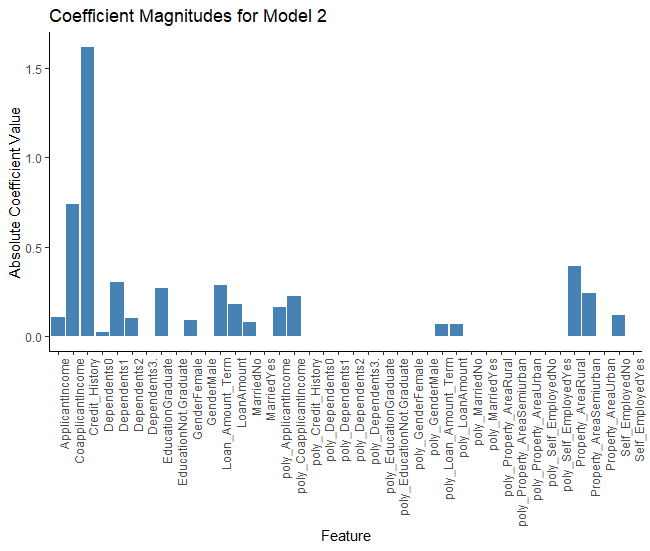 Coefficient Magnitudes for Model 2
Absolute Coefficient Value
1.5
1.0
0.5
0.0
ApplicantIncome
CoapplicantIncome
Credit_History
Dependents0
Dependents1
Dependents2
Dependents3.
EducationGraduate
EducationNot.Graduate
GenderFemale
GenderMale
Loan_Amount_Term
LoanAmount
MarriedNo
MarriedYes
poly_ApplicantIncome
poly_CoapplicantIncome
poly_Credit_History
poly_Dependents0
poly_Dependents1
poly_Dependents2
poly_Dependents3.
poly_EducationGraduate
poly_EducationNot.Graduate
poly_GenderFemale
poly_GenderMale
poly_Loan_Amount_Term
poly_LoanAmount
poly_MarriedNo
poly_MarriedYes
poly_Property_AreaRural
poly_Property_AreaSemiurban
poly_Property_AreaUrban
poly_Self_EmployedNo
poly_Self_EmployedYes
Property_AreaRural
Property_AreaSemiurban
Property_AreaUrban
Self_EmployedNo
Self_EmployedYes
Feature